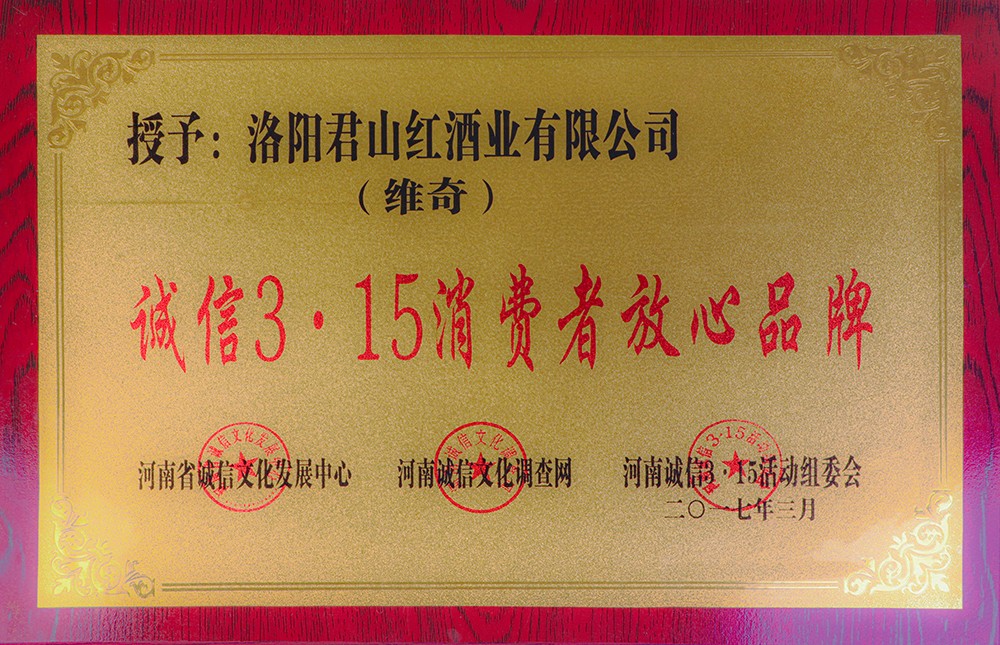 授予：洛阳君山红酒业有限公司
（维奇）
诚信3·15消费者放心品牌
河南省诚信文化发展中心
河南诚信文化调查网
河南诚信3·15活动组委会
二〇一七年三月